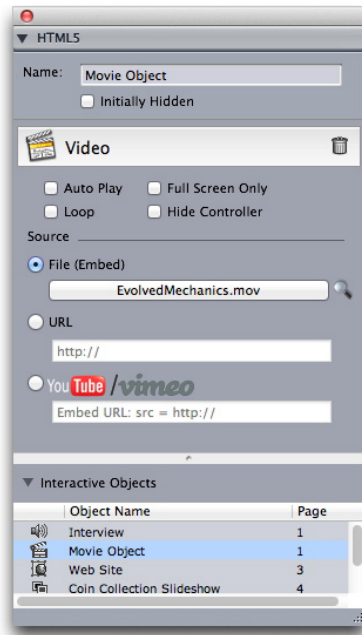 HTML5
Name: Movie Object
Initially Hidden
Video
Auto Play Full Screen Only
Loop Hide Controller
Source
File (Embed)
EvolvedMechanics.mov
URL
http://
YouTube/vimeo
Embed URL: src = http://
Interactive Objects
Object Name Page
Interview 1
Movie Object 1
Web Site 3
Coin Collection Slideshow 4